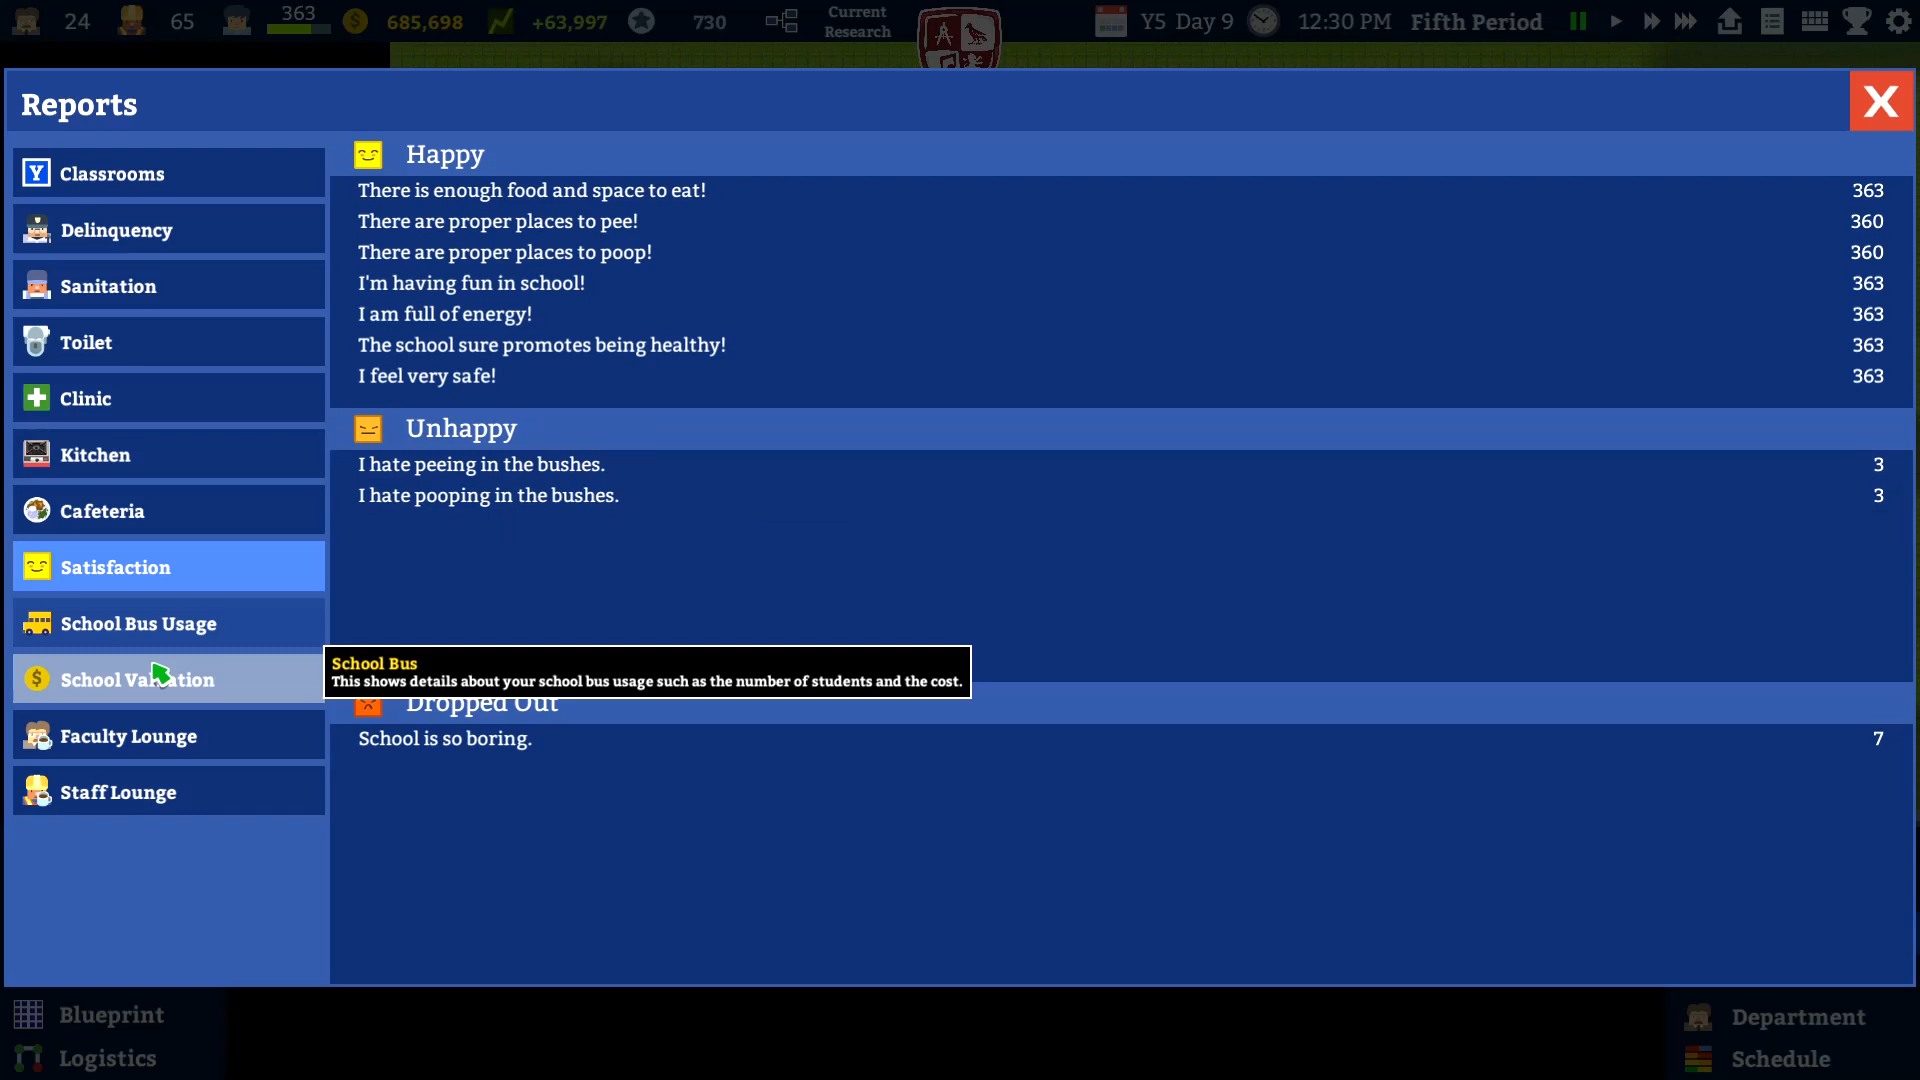 24 65 363 685,698 +63,997 730 Current Research Y5 Day 9 12:30 PM Fifth Period
Reports X
Classrooms
Delinquency
Sanitation
Toilet
Clinic
Kitchen
Cafeteria
Satisfaction
School Bus Usage
School Valuation
Faculty Lounge
Staff Lounge
Happy
There is enough food and space to eat! 363
There are proper places to pee! 360
There are proper places to poop! 360
I'm having fun in school! 363
I am full of energy! 363
The school sure promotes being healthy! 363
I feel very safe! 363
Unhappy
I hate peeing in the bushes. 3
I hate pooping in the bushes. 3
School Bus
This shows details about your school bus usage such as the number of students and the cost.
Dropped Out
School is so boring. 7
Blueprint
Logistics
Department
Schedule